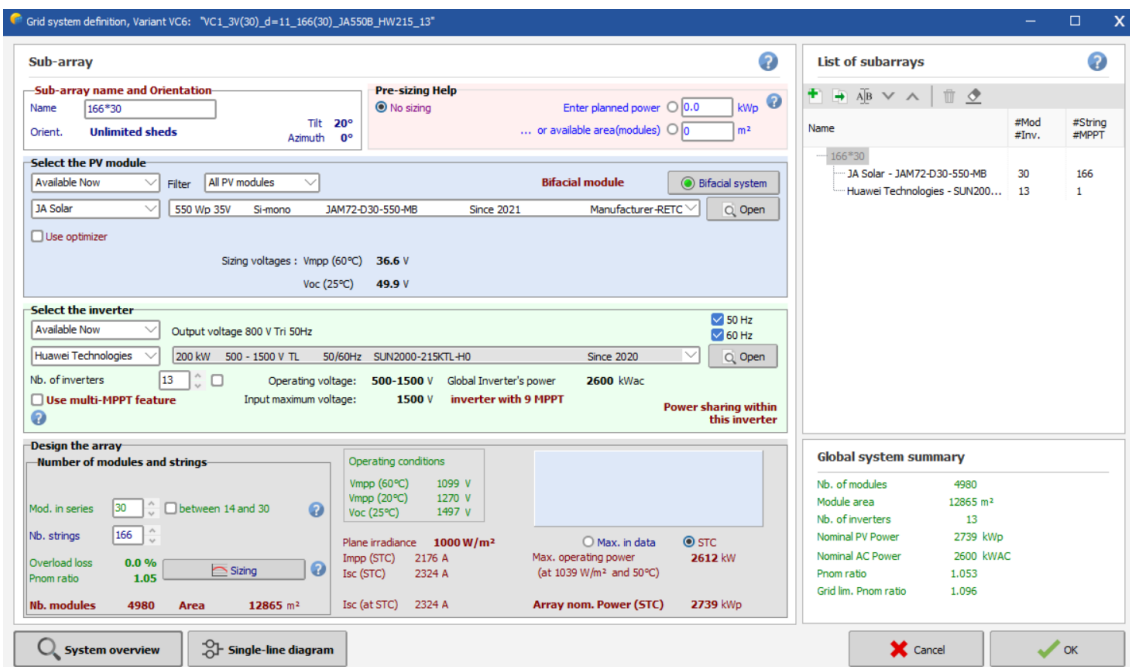 Grid system definition, Variant VC6: "VC1_3V(30)_d=11_166(30)_JA550B_HW215_13"
Sub-array
Sub-array name and Orientation
Name 166*30
Orient. Unlimited sheds
Tilt 20°
Azimuth 0°
Pre-sizing Help
No sizing
Enter planned power 0.0 kWp
... or available area(modules) 0 m²
Select the PV module
Available Now Filter All PV modules Bifacial module Bifacial system
JA Solar 550 Wp 35V Si-mono JAM72-D30-550-MB Since 2021 Manufacturer-RETC Open
Use optimizer
Sizing voltages : Vmpp (60°C) 36.6 V
Voc (25°C) 49.9 V
Select the inverter
Available Now Output voltage 800 V Tri 50Hz
50 Hz
60 Hz
Huawei Technologies 200 kW 500 - 1500 V TL 50/60Hz SUN2000-215KTL-H0 Since 2020 Open
Nb. of inverters 13 Operating voltage: 500-1500 V Global Inverter's power 2600 kWac
Use multi-MPPT feature Input maximum voltage: 1500 V inverter with 9 MPPT
Power sharing within
this inverter
Design the array
Number of modules and strings
Mod. in series 30 between 14 and 30
Nb. strings 166
Overload loss 0.0 %
Pnom ratio 1.05
Sizing
Nb. modules 4980 Area 12865 m²
Operating conditions
Vmpp (60°C) 1099 V
Vmpp (20°C) 1270 V
Voc (25°C) 1497 V
Plane irradiance 1000 W/m²
Impp (STC) 2176 A
Isc (STC) 2324 A
Isc (at STC) 2324 A
Max. in data STC
Max. operating power 2612 kW
(at 1039 W/m² and 50°C)
Array nom. Power (STC) 2739 kWp
List of subarrays
Name #Mod #String
#Inv. #MPPT
166*30
JA Solar - JAM72-D30-550-MB 30 166
Huawei Technologies - SUN200... 13 1
Global system summary
Nb. of modules 4980
Module area 12865 m²
Nb. of inverters 13
Nominal PV Power 2739 kWp
Nominal AC Power 2600 kWAC
Pnom ratio 1.053
Grid lim. Pnom ratio 1.096
System overview Single-line diagram Cancel OK